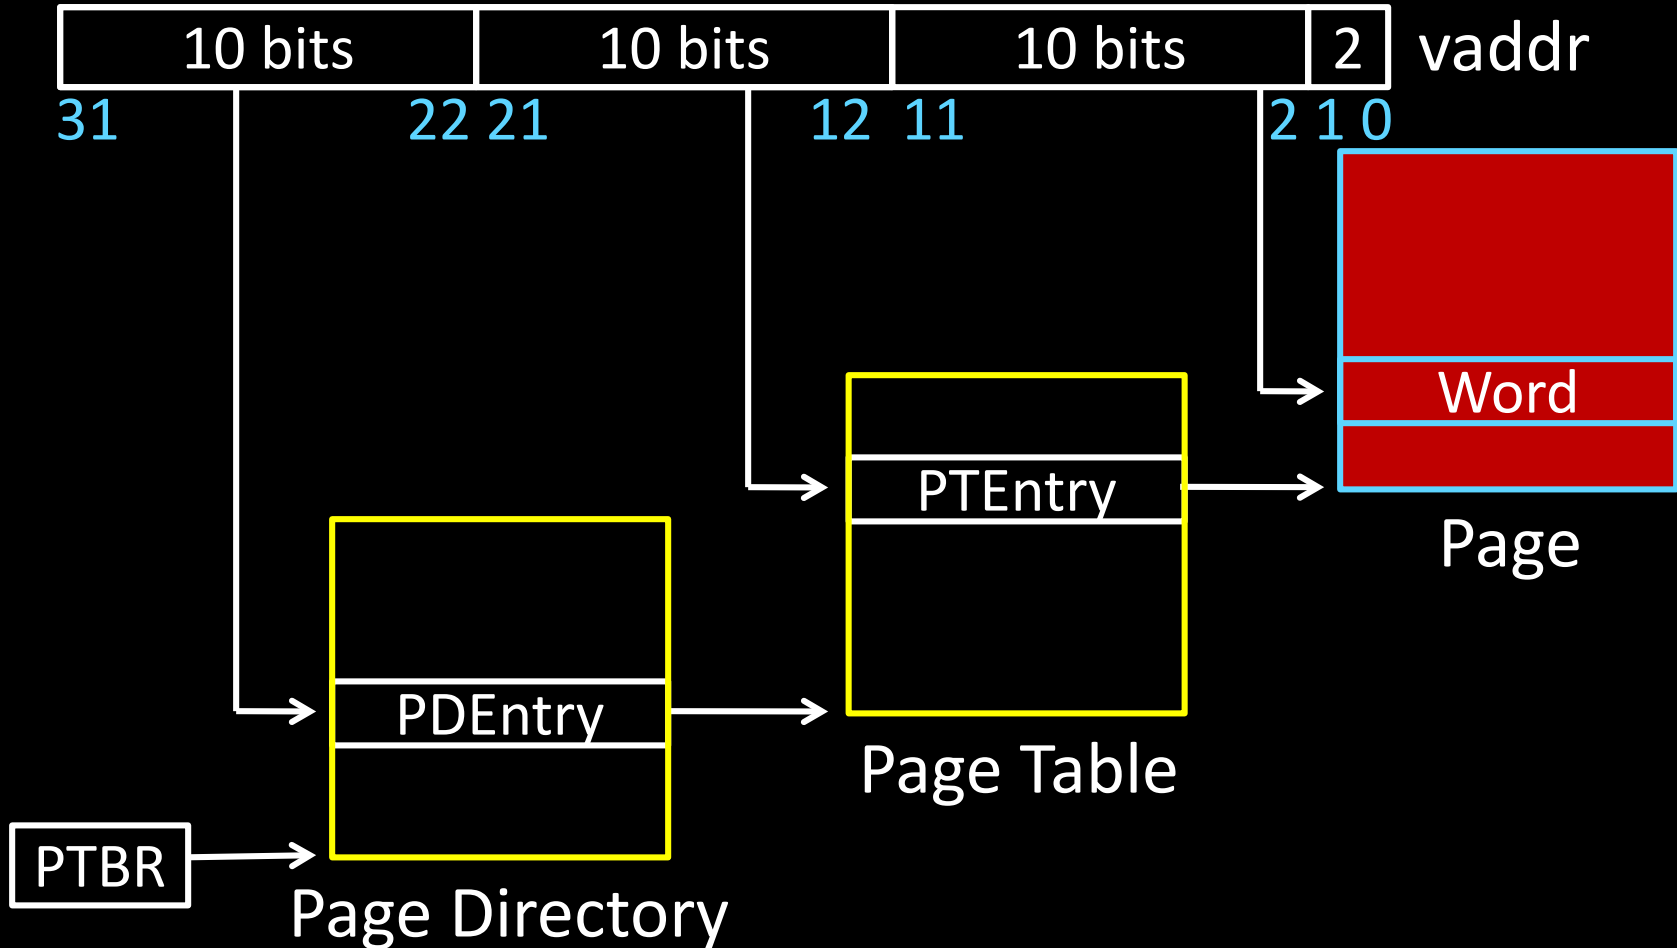 10 bits 10 bits 10 bits 2 vaddr
31 22 21 12 11 2 1 0
Word
PTEntry
Page
PDEntry
Page Table
PTBR
Page Directory